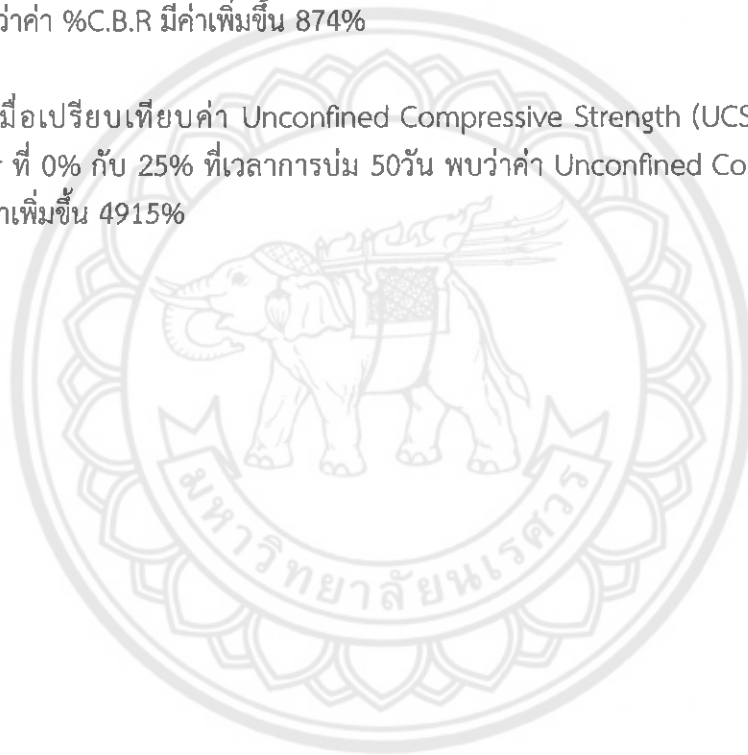 ว่าค่า %C.B.R มีค่าเพิ่มขึ้น 874%
มื่อเปรียบเทียบค่า Unconfined Compressive Strength (UCS
ที่ 0% กับ 25% ที่เวลาการบ่ม 50วัน พบว่าค่า Unconfined Co
าเพิ่มขึ้น 4915%
มหาวิทยาลัยนเรศวร